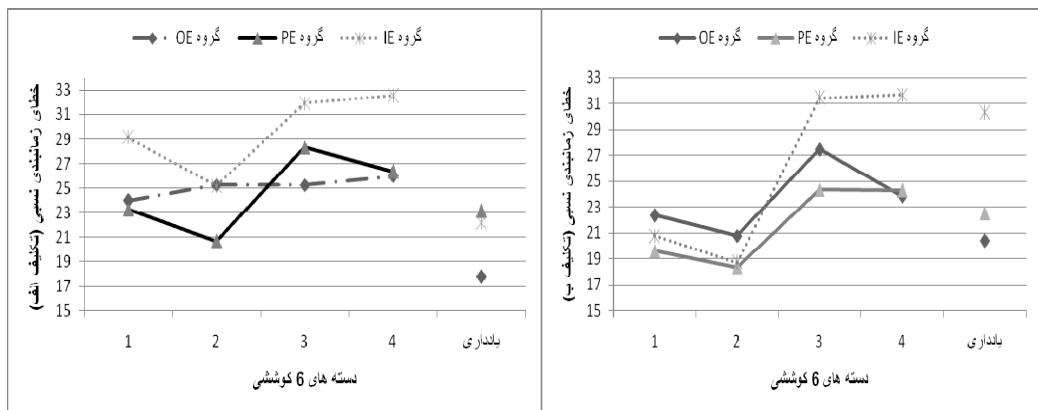 گروه OE گروه PE گروه IE
خطای زمانبندی نسبی (تکلیف الف)
33
31
29
27
25
23
21
19
17
15
1 2 3 4 یادداری
دسته های 6 کوششی
گروه OE گروه PE گروه IE
خطای زمانبندی نسبی (تکلیف ب)
33
31
29
27
25
23
21
19
17
15
1 2 3 4 یادداری
دسته های 6 کوششی